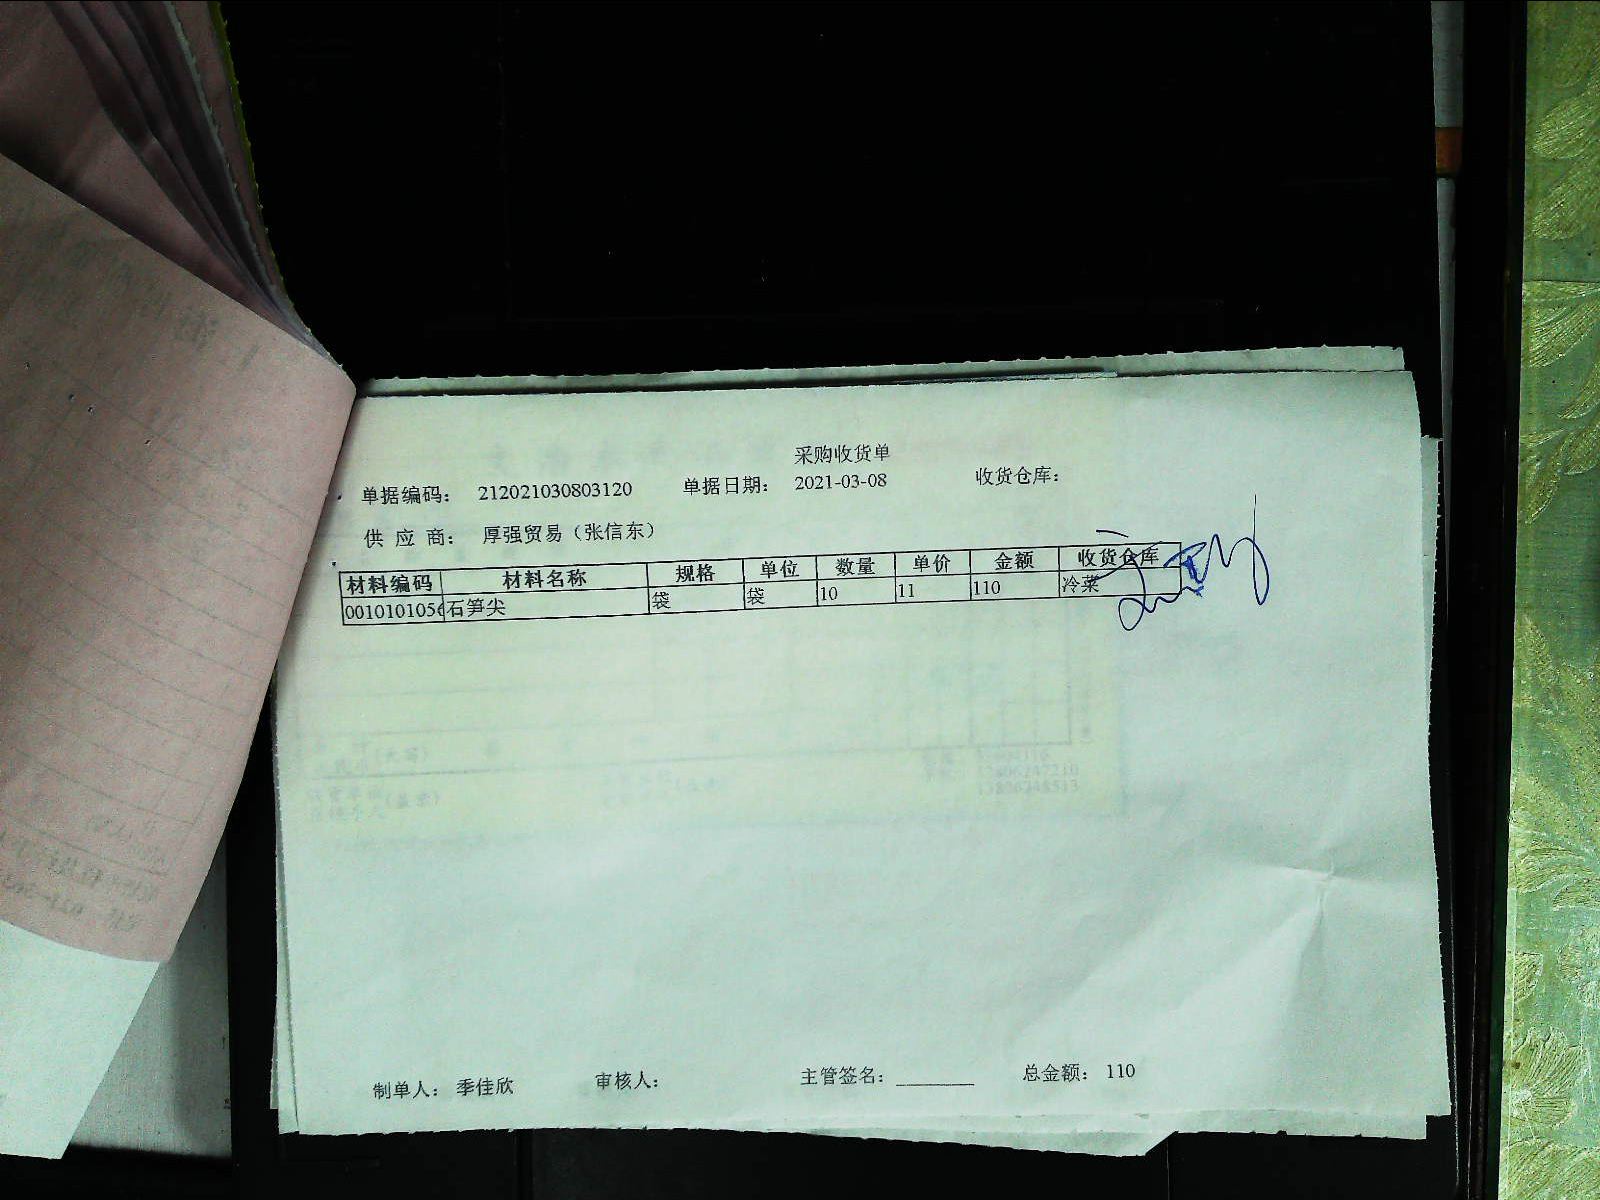 采购收货单
单据编码： 212021030803120 单据日期： 2021-03-08 收货仓库：
供 应 商： 厚强贸易（张信东）
材料编码 材料名称 规格 单位 数量 单价 金额 收货仓库
0010101056 石笋尖 袋 袋 10 11 110 冷菜
制单人： 季佳欣 审核人： 主管签名：________ 总金额： 110